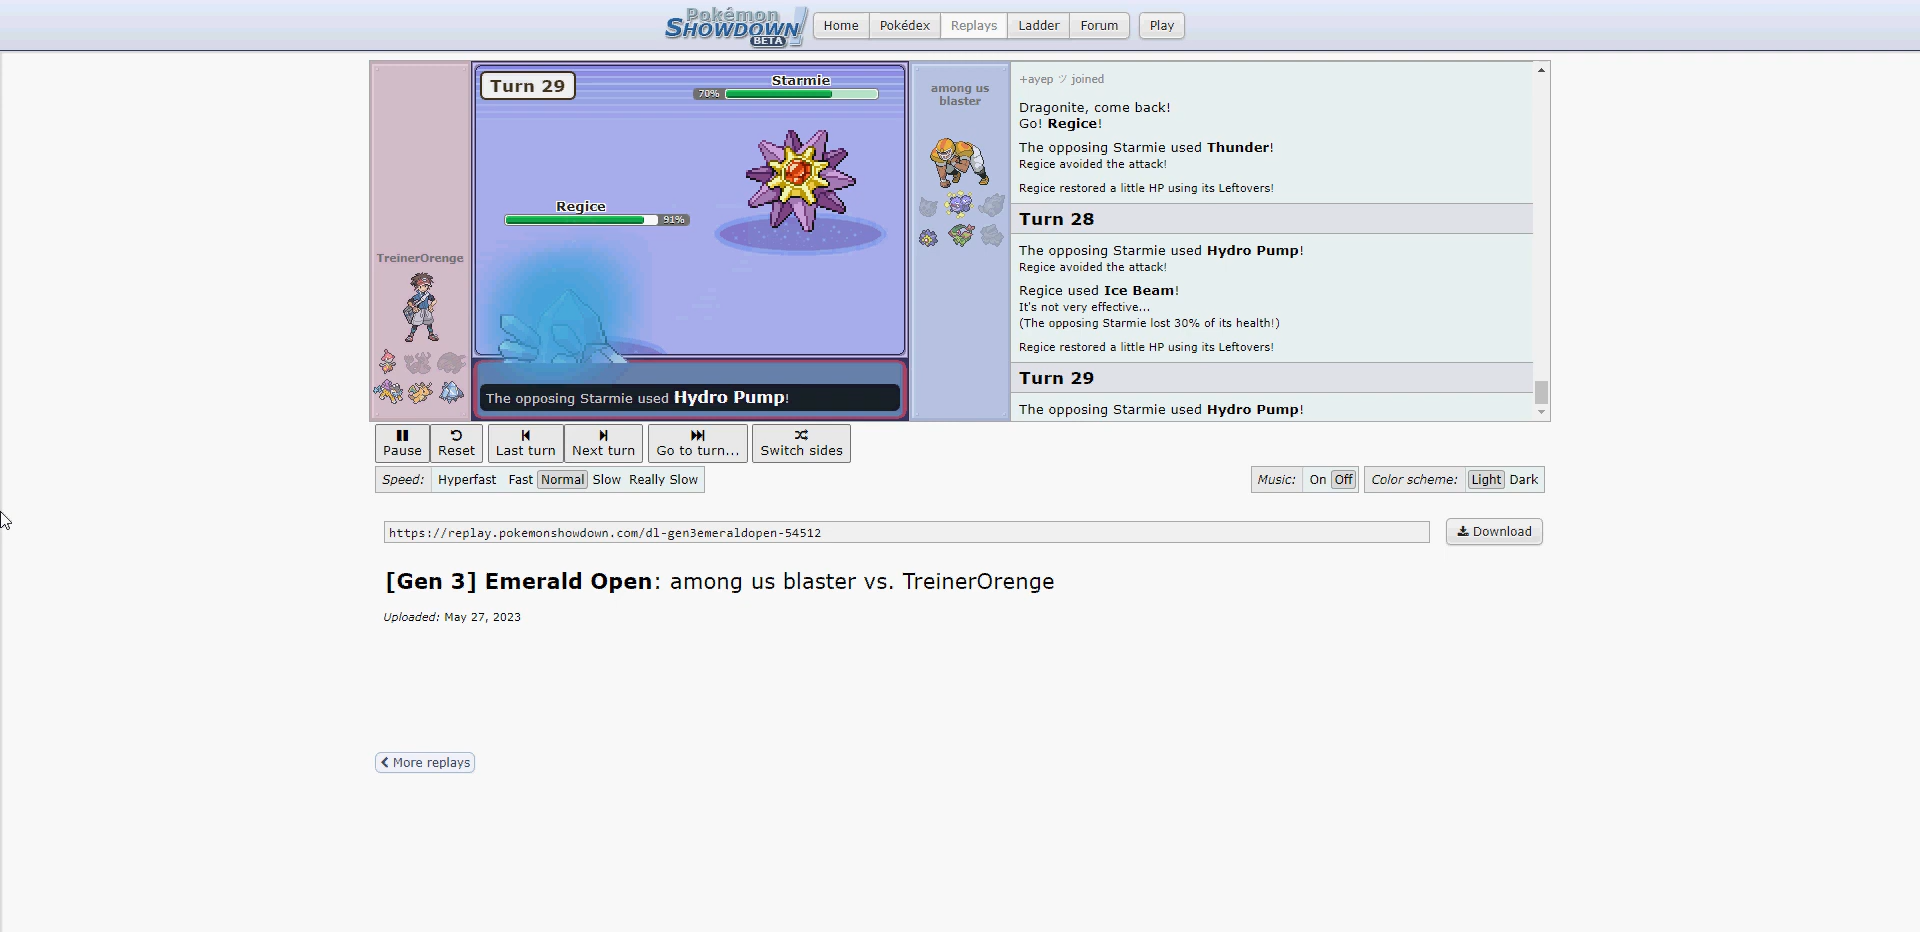 Pokémon
SHOWDOWN!
BETA
Home
Pokédex
Replays
Ladder
Forum
Play
TreinerOrenge
Turn 29
Starmie
70%
Regice
91%
The opposing Starmie used Hydro Pump!
among us
blaster
+ayep ツ joined
Dragonite, come back!
Go! Regice!
The opposing Starmie used Thunder!
Regice avoided the attack!
Regice restored a little HP using its Leftovers!
Turn 28
The opposing Starmie used Hydro Pump!
Regice avoided the attack!
Regice used Ice Beam!
It's not very effective...
(The opposing Starmie lost 30% of its health!)
Regice restored a little HP using its Leftovers!
Turn 29
The opposing Starmie used Hydro Pump!
Pause
Reset
Last turn
Next turn
Go to turn...
Switch sides
Speed: Hyperfast Fast Normal Slow Really Slow
Music: On Off
Color scheme: Light Dark
https://replay.pokemonshowdown.com/dl-gen3emeraldopen-54512
Download
[Gen 3] Emerald Open: among us blaster vs. TreinerOrenge
Uploaded: May 27, 2023
More replays